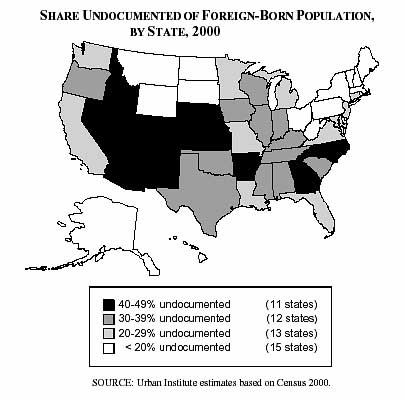 SHARE UNDOCUMENTED OF FOREIGN-BORN POPULATION,
BY STATE, 2000
40-49% undocumented (11 states)
30-39% undocumented (12 states)
20-29% undocumented (13 states)
< 20% undocumented (15 states)
SOURCE: Urban Institute estimates based on Census 2000.